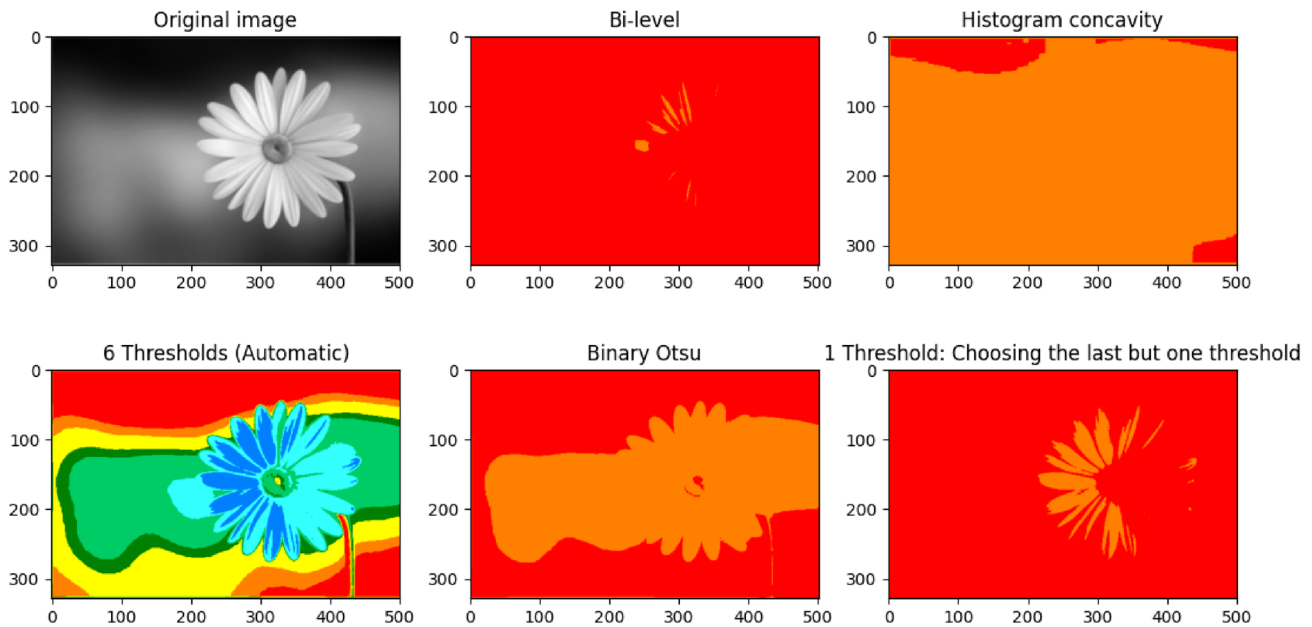 Original image
Bi-level
Histogram concavity
0
100
200
300
0 100 200 300 400 500
0
100
200
300
0 100 200 300 400 500
0
100
200
300
0 100 200 300 400 500
6 Thresholds (Automatic)
Binary Otsu
1 Threshold: Choosing the last but one threshold
0
100
200
300
0 100 200 300 400 500
0
100
200
300
0 100 200 300 400 500
0
100
200
300
0 100 200 300 400 500